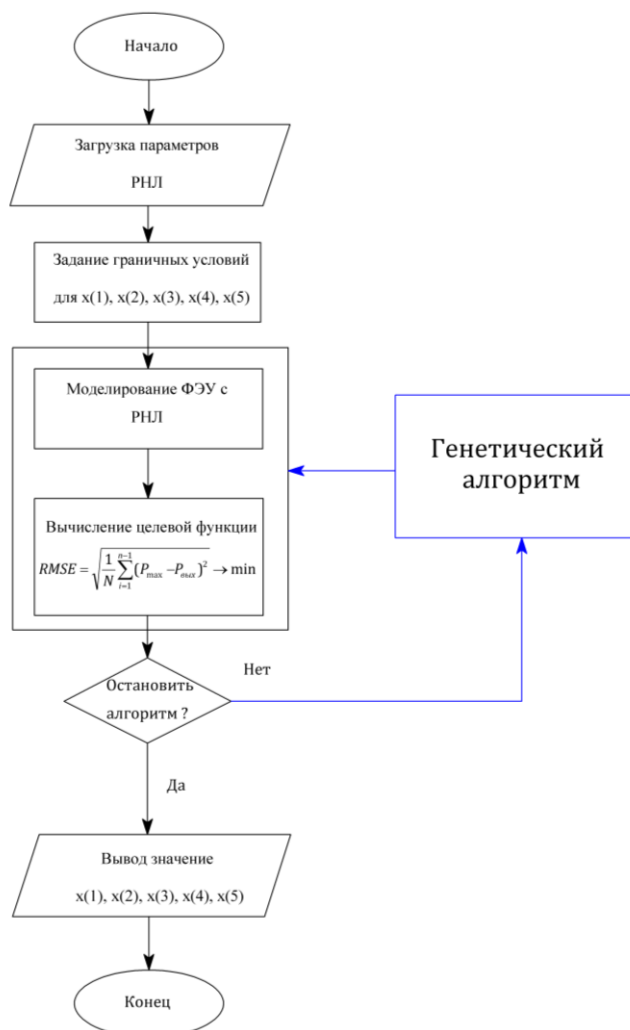 Начало
Загрузка параметров
РНЛ
Задание граничных условий
для x(1), x(2), x(3), x(4), x(5)
Моделирование ФЭУ с
РНЛ
Вычисление целевой функции
RMSE = √(1/N ∑_{i=1}^{n-1} (P_max − P_вых)²) → min
Генетический
алгоритм
Остановить
алгоритм ?
Нет
Да
Вывод значение
x(1), x(2), x(3), x(4), x(5)
Конец